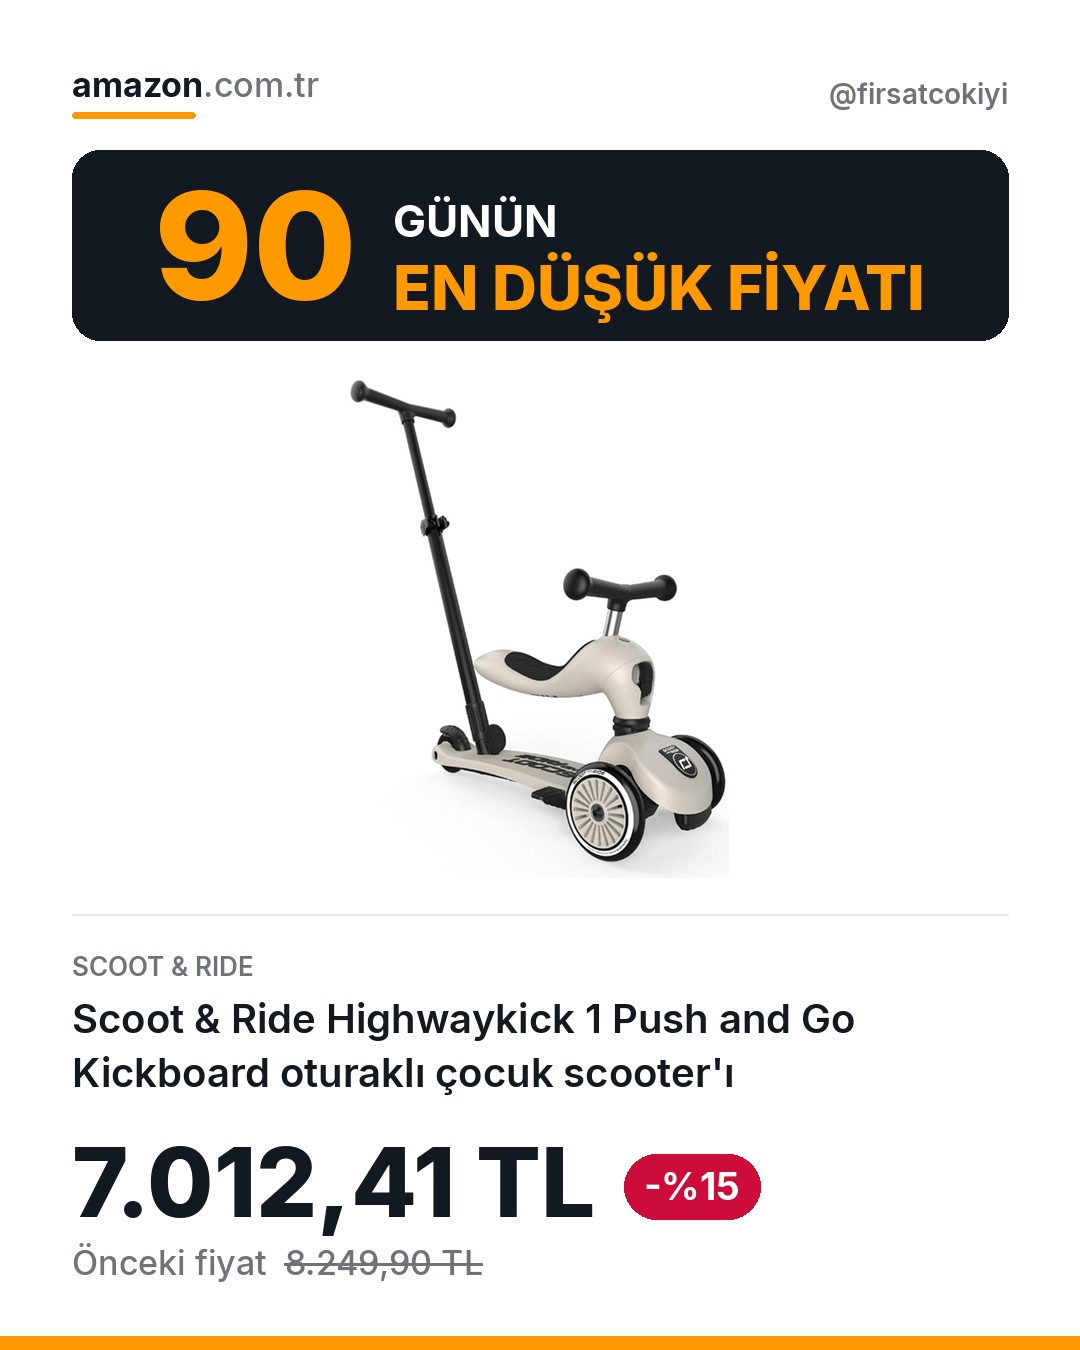 amazon.com.tr
@firsatcokiyi
90
GÜNÜN
EN DÜŞÜK FİYATI
SCOOT & RIDE
Scoot & Ride Highwaykick 1 Push and Go
Kickboard oturaklı çocuk scooter'ı
7.012,41 TL
-%15
Önceki fiyat 8.249,90 TL